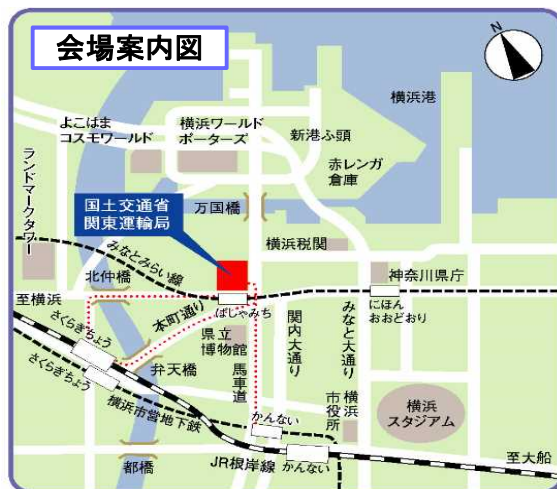 会場案内図
横浜港
よこはま
コスモワールド
横浜ワールド
ポーターズ
新港ふ頭
赤レンガ
倉庫
ランドマークタワー
国土交通省
関東運輸局
万国橋
みなとみらい線
横浜税関
北仲橋
神奈川県庁
至横浜
本町通り
ばしゃみち
にほん
おおどおり
さくらぎちょう
さくらぎちょう
県立
博物館
関内大通り
みなと大通り
弁天橋
馬車道
横浜
市役所
横浜
スタジアム
横浜市営地下鉄
かんない
都橋
JR根岸線
かんない
至大船
N